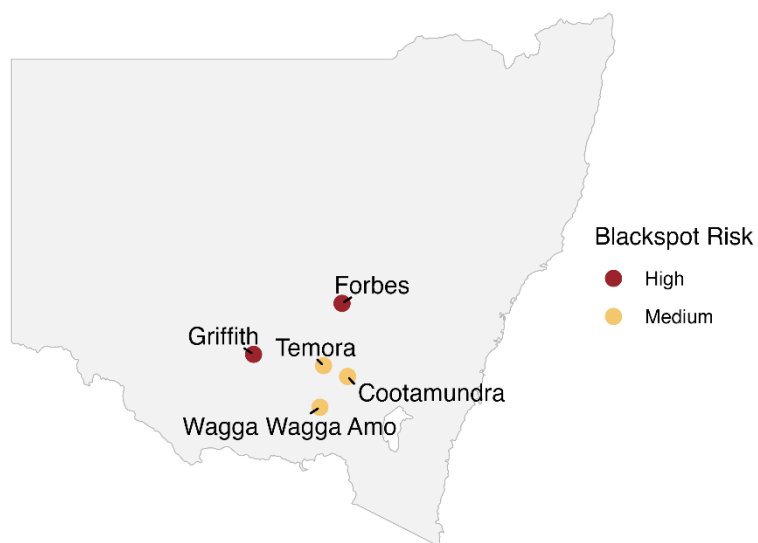 Blackspot Risk
High
Medium
Forbes
Griffith
Temora
Cootamundra
Wagga Wagga Amo